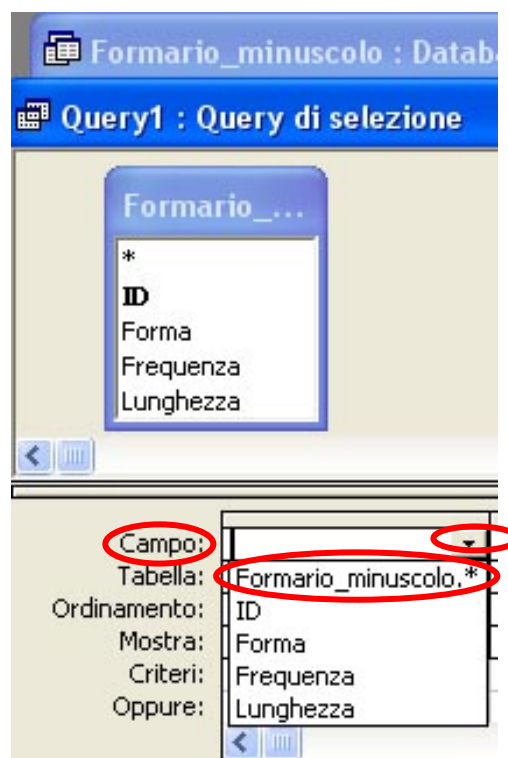 Formario_minuscolo : Datab
Query1 : Query di selezione
Formario_...
*
ID
Forma
Frequenza
Lunghezza
Campo:
Tabella: Formario_minuscolo.*
Ordinamento: ID
Mostra: Forma
Criteri: Frequenza
Oppure: Lunghezza